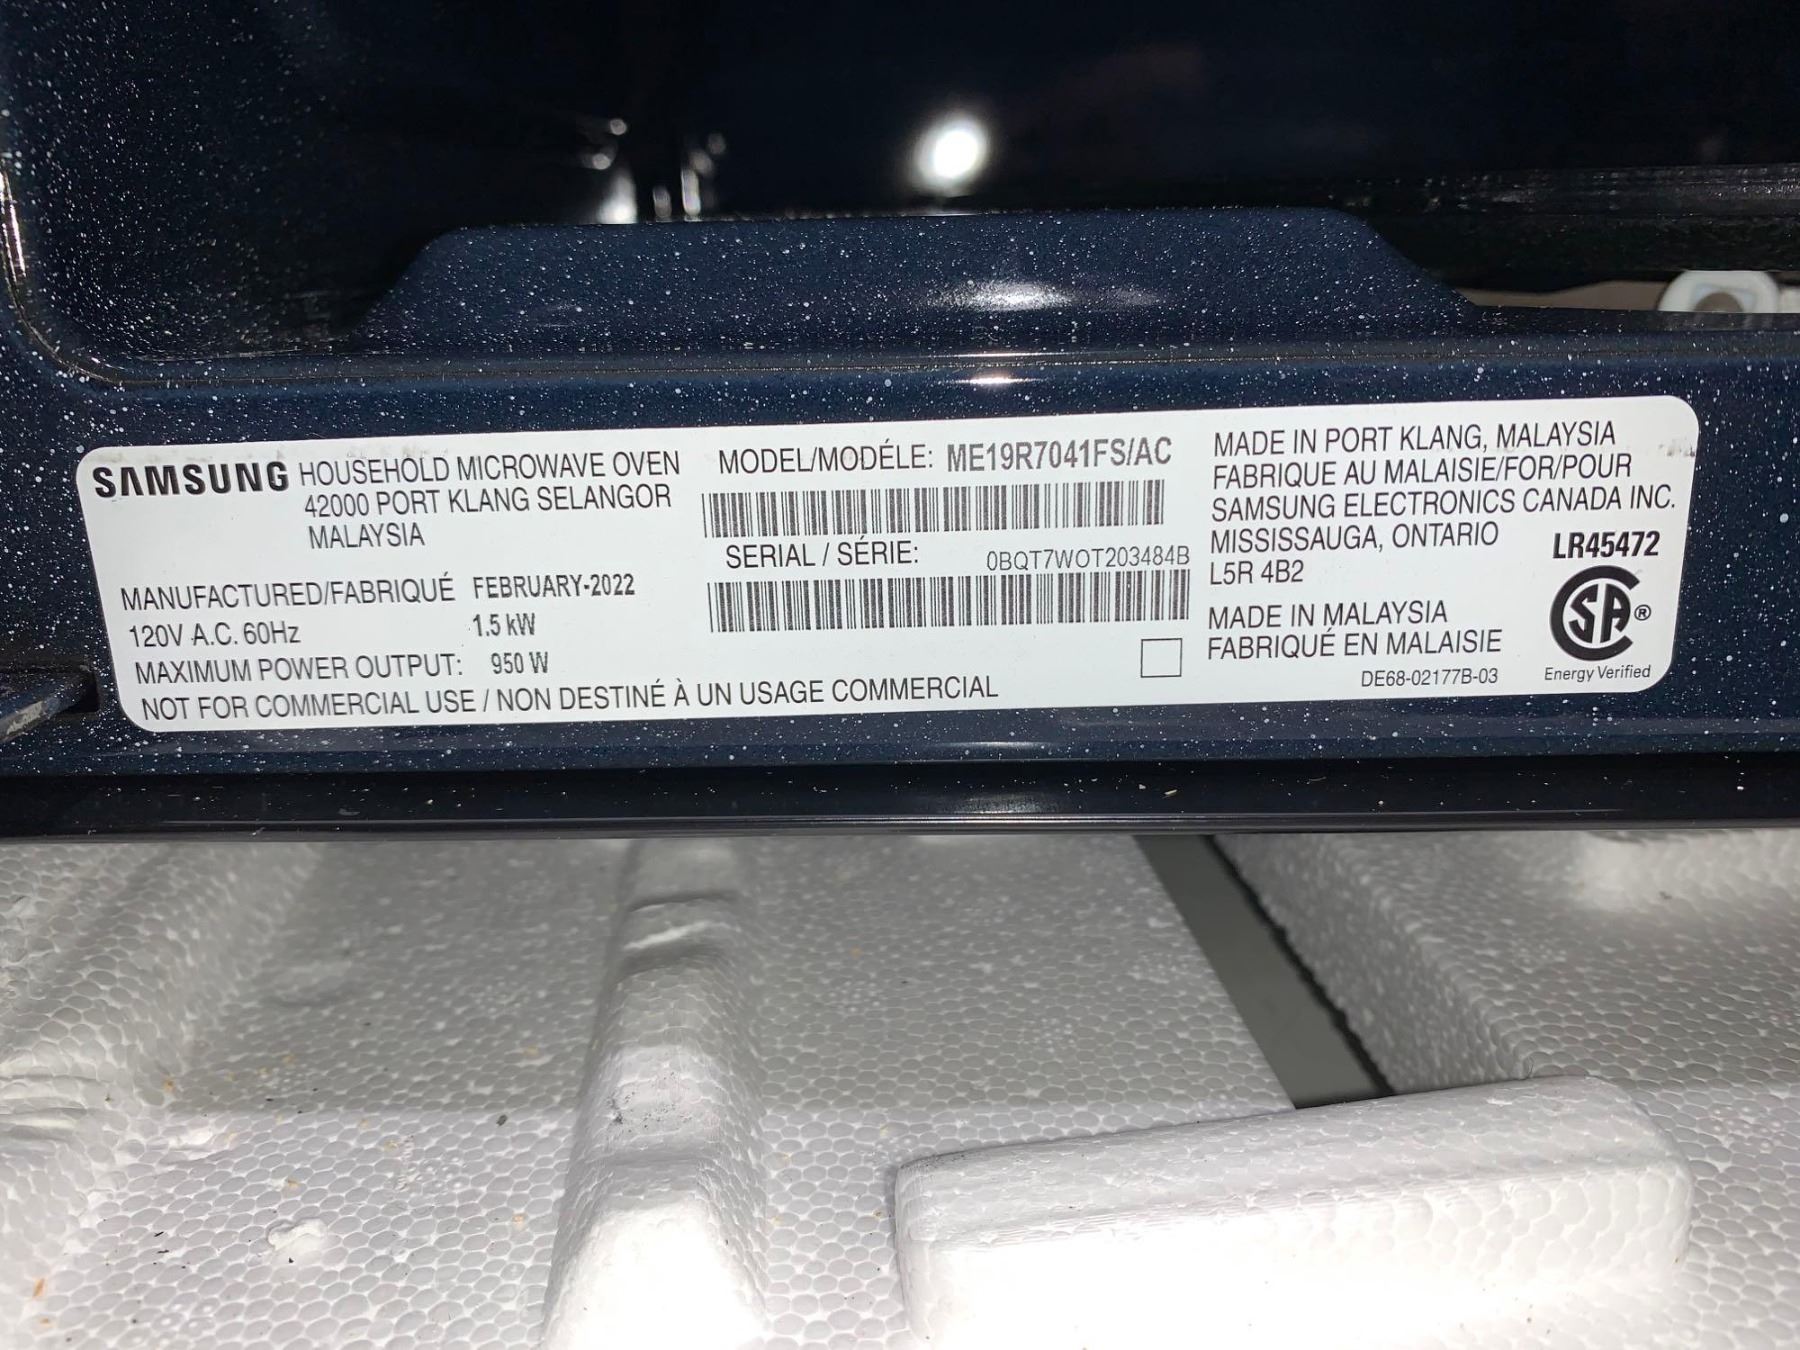 SAMSUNG HOUSEHOLD MICROWAVE OVEN
42000 PORT KLANG SELANGOR
MALAYSIA
MANUFACTURED/FABRIQUÉ FEBRUARY-2022
120V A.C. 60Hz 1.5 kW
MAXIMUM POWER OUTPUT: 950 W
NOT FOR COMMERCIAL USE / NON DESTINÉ À UN USAGE COMMERCIAL
MODEL/MODÉLE: ME19R7041FS/AC
SERIAL / SÉRIE: 0BQT7WOT203484B
MADE IN PORT KLANG, MALAYSIA
FABRIQUE AU MALAISIE/FOR/POUR
SAMSUNG ELECTRONICS CANADA INC.
MISSISSAUGA, ONTARIO
L5R 4B2
MADE IN MALAYSIA
FABRIQUÉ EN MALAISIE
DE68-02177B-03
LR45472
SA ®
Energy Verified